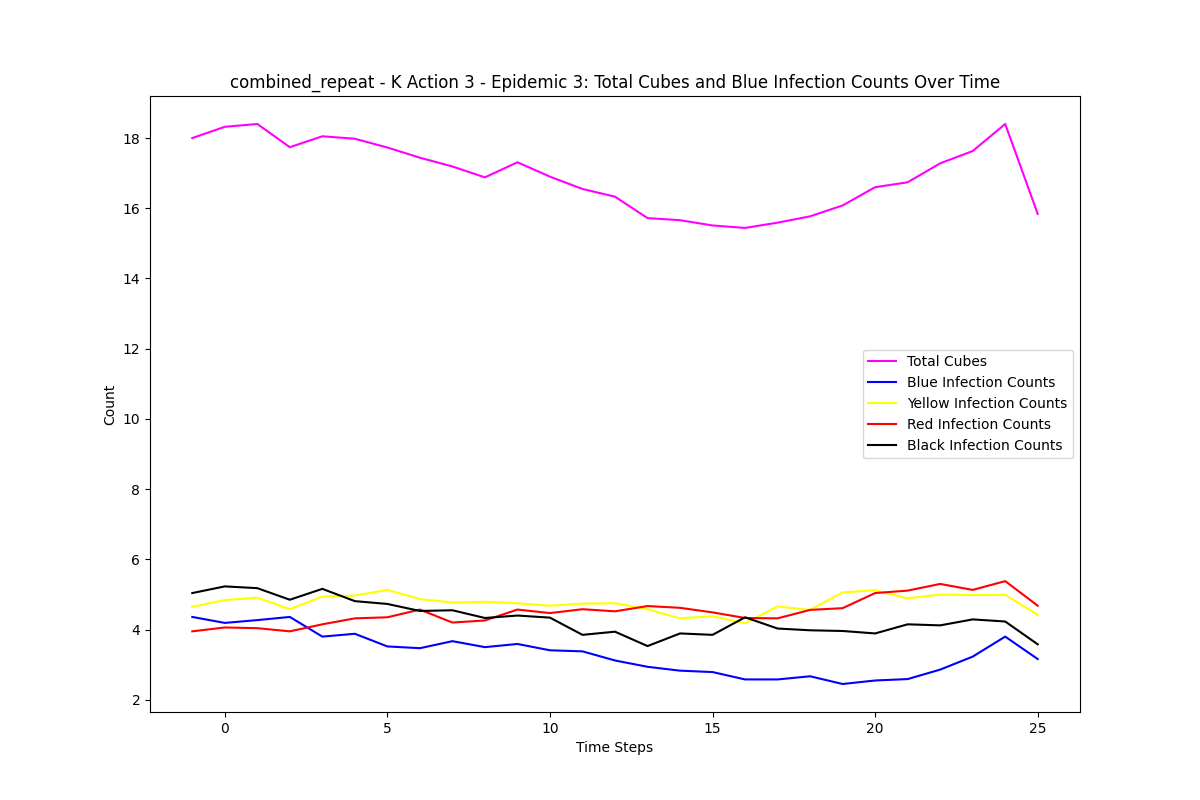 combined_repeat - K Action 3 - Epidemic 3: Total Cubes and Blue Infection Counts Over Time
18
16
14
12
10
8
6
4
2
Count
Total Cubes
Blue Infection Counts
Yellow Infection Counts
Red Infection Counts
Black Infection Counts
0 5 10 15 20 25
Time Steps